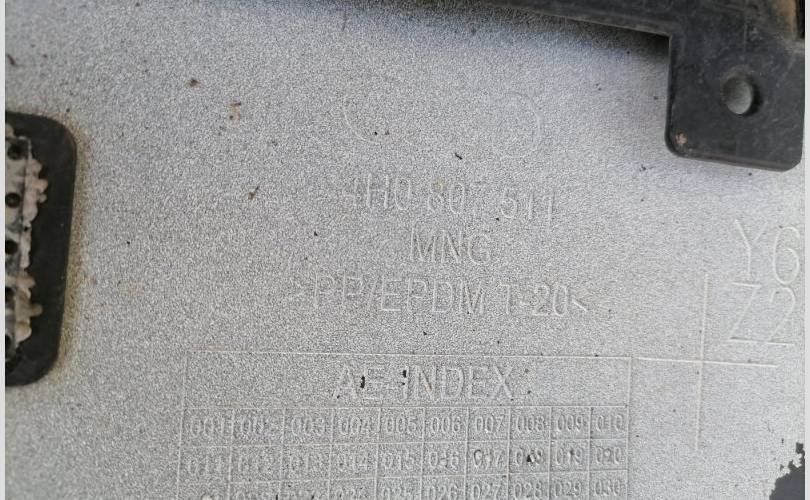 4H0 807 511
MNG
>PP/EPDM T-20<
Y6
Z2
AE-INDEX
001 002 003 004 005 006 007 008 009 010
011 012 013 014 015 016 017 018 019 020
025 026 027 028 029 030